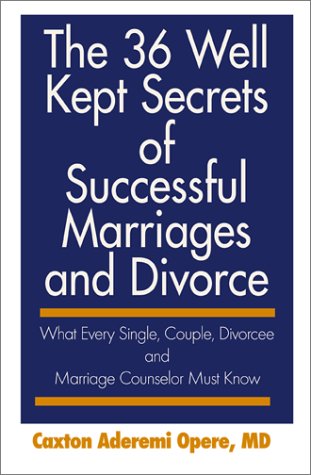 The 36 Well
Kept Secrets
of
Successful
Marriages
and Divorce
What Every Single, Couple, Divorcee
and
Marriage Counselor Must Know
Caxton Aderemi Opere, MD